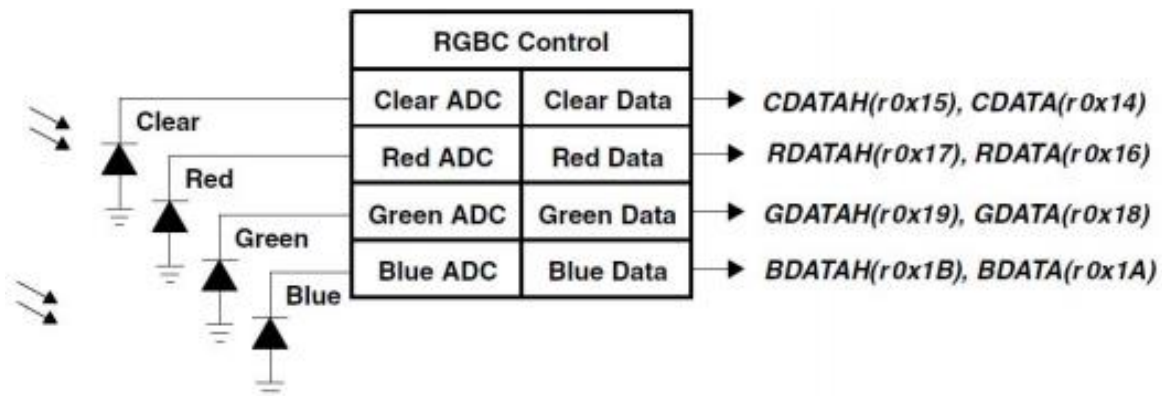 RGBC Control
Clear ADC Clear Data CDATAH(r0x15), CDATA(r0x14)
Clear
Red ADC Red Data RDATAH(r0x17), RDATA(r0x16)
Red
Green ADC Green Data GDATAH(r0x19), GDATA(r0x18)
Green
Blue ADC Blue Data BDATAH(r0x1B), BDATA(r0x1A)
Blue